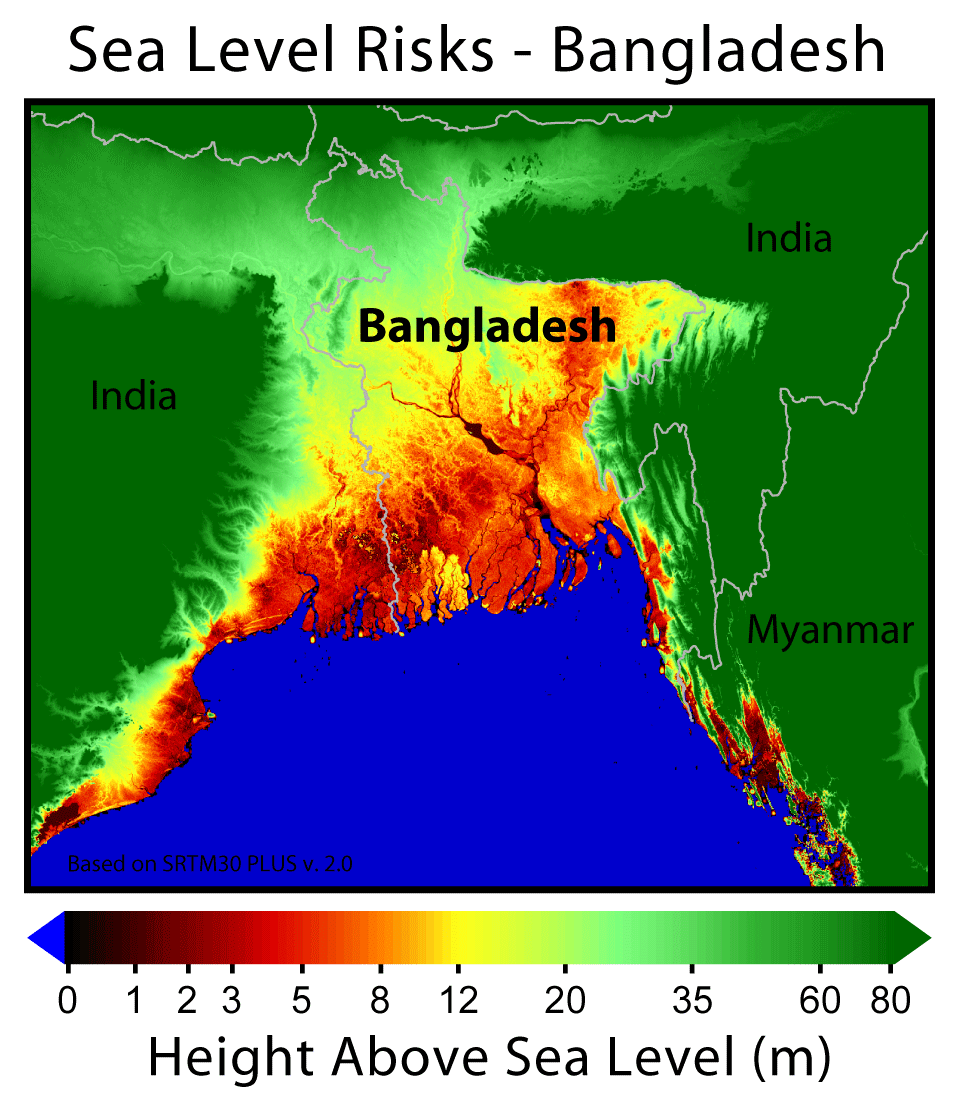 Sea Level Risks - Bangladesh
India
Bangladesh
India
Myanmar
Based on SRTM30 PLUS v. 2.0
0 1 2 3 5 8 12 20 35 60 80
Height Above Sea Level (m)